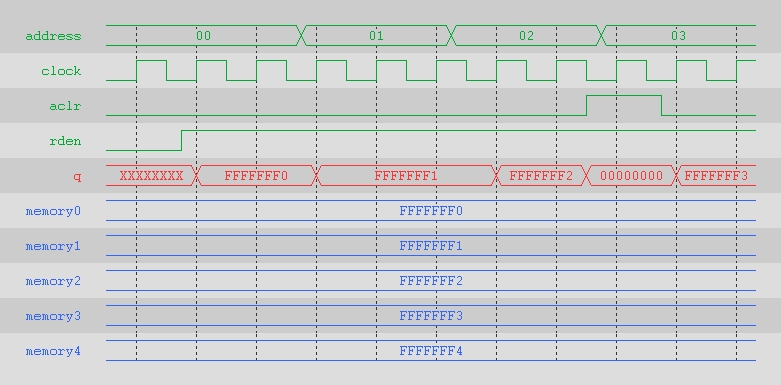 address 00 01 02 03
clock
aclr
rden
q XXXXXXXX FFFFFFF0 FFFFFFF1 FFFFFFF2 00000000 FFFFFFF3
memory0 FFFFFFF0
memory1 FFFFFFF1
memory2 FFFFFFF2
memory3 FFFFFFF3
memory4 FFFFFFF4